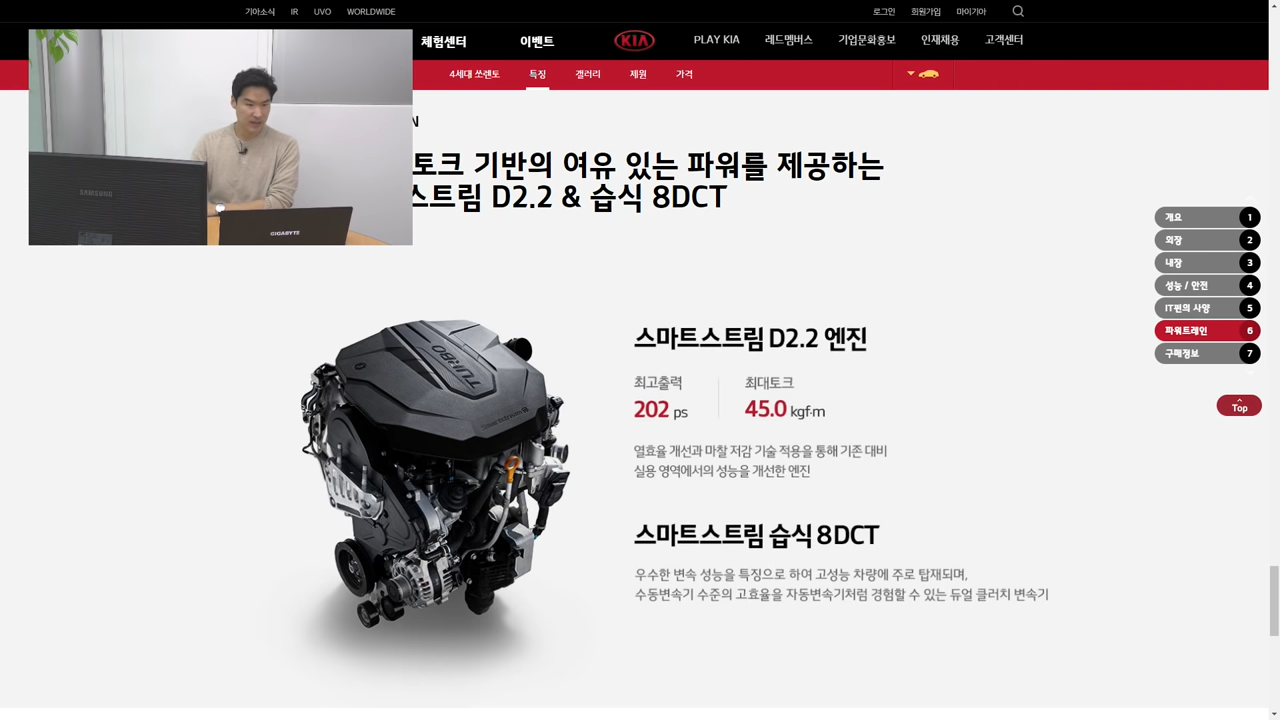 기아소식 IR UVO WORLDWIDE 로그인 회원가입 마이기아
체험센터 이벤트 KIA PLAY KIA 레드멤버스 기업문화홍보 인재채용 고객센터
4세대 쏘렌토 특징 갤러리 제원 가격
N
토크 기반의 여유 있는 파워를 제공하는
스트림 D2.2 & 습식 8DCT
SAMSUNG
GIGABYTE
개요 1
외장 2
내장 3
성능 / 안전 4
IT편의 사양 5
파워트레인 6
구매정보 7
Top
TURBO
Smartstream
스마트스트림 D2.2 엔진
최고출력 최대토크
202 ps 45.0 kgf·m
열효율 개선과 마찰 저감 기술 적용을 통해 기존 대비
실용 영역에서의 성능을 개선한 엔진
스마트스트림 습식 8DCT
우수한 변속 성능을 특징으로 하여 고성능 차량에 주로 탑재되며,
수동변속기 수준의 고효율을 자동변속기처럼 경험할 수 있는 듀얼 클러치 변속기